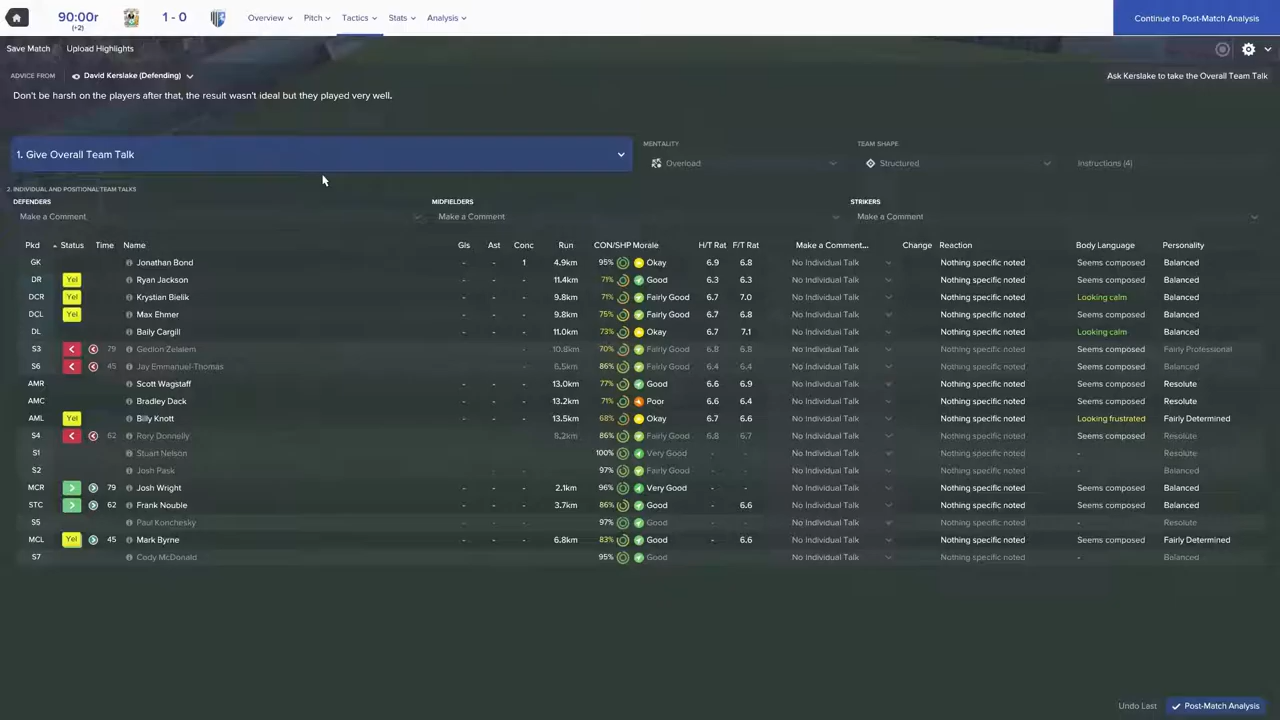 90:00r 1 - 0 Overview Pitch Tactics Stats Analysis Continue to Post-Match Analysis
(+2)
Save Match Upload Highlights
ADVICE FROM David Kerslake (Defending) Ask Kerslake to take the Overall Team Talk
Don't be harsh on the players after that, the result wasn't ideal but they played very well.
1. Give Overall Team Talk
MENTALITY TEAM SHAPE
Overload Structured Instructions (4)
2. INDIVIDUAL AND POSITIONAL TEAM TALKS
DEFENDERS MIDFIELDERS STRIKERS
Make a Comment Make a Comment Make a Comment
Pkd Status Time Name Gls Ast Conc Run CON/SHP Morale H/T Rat F/T Rat Make a Comment... Change Reaction Body Language Personality
GK Jonathan Bond - - 1 4.9km 95% Okay 6.9 6.8 No Individual Talk Nothing specific noted Seems composed Balanced
DR Yel Ryan Jackson - - - 11.4km 71% Good 6.3 6.3 No Individual Talk Nothing specific noted Seems composed Balanced
DCR Yel Krystian Bielik - - - 9.8km 71% Fairly Good 6.7 7.0 No Individual Talk Nothing specific noted Looking calm Balanced
DCL Yel Max Ehmer - - - 9.8km 75% Fairly Good 6.7 6.8 No Individual Talk Nothing specific noted Seems composed Balanced
DL Baily Cargill - - - 11.0km 73% Okay 6.7 7.1 No Individual Talk Nothing specific noted Looking calm Balanced
S3 79 Gedion Zelalem - 10.8km 70% Fairly Good 6.8 6.8 No Individual Talk Nothing specific noted Seems composed Fairly Professional
S6 45 Jay Emmanuel-Thomas - 6.5km 86% Fairly Good 6.4 6.4 No Individual Talk Nothing specific noted Seems composed Balanced
AMR Scott Wagstaff - - - 13.0km 77% Good 6.6 6.9 No Individual Talk Nothing specific noted Seems composed Resolute
AMC Bradley Dack - - - 13.2km 71% Poor 6.6 6.4 No Individual Talk Nothing specific noted Seems composed Resolute
AML Yel Billy Knott - - - 13.5km 68% Okay 6.7 6.6 No Individual Talk Nothing specific noted Looking frustrated Fairly Determined
S4 62 Rory Donnelly - 8.2km 86% Fairly Good 6.8 6.7 No Individual Talk Nothing specific noted Seems composed Resolute
S1 Stuart Nelson 100% Very Good - - No Individual Talk Nothing specific noted - Resolute
S2 Josh Pask 97% Fairly Good - - No Individual Talk Nothing specific noted - Balanced
MCR 79 Josh Wright - - - 2.1km 96% Very Good - - No Individual Talk Nothing specific noted Seems composed Balanced
STC 62 Frank Nouble - - - 3.7km 86% Good - 6.6 No Individual Talk Nothing specific noted Seems composed Balanced
S5 Paul Konchesky 97% Good - - No Individual Talk Nothing specific noted - Resolute
MCL Yel 45 Mark Byrne - - - 6.8km 83% Good - 6.6 No Individual Talk Nothing specific noted Seems composed Fairly Determined
S7 Cody McDonald 95% Good - - No Individual Talk Nothing specific noted - Balanced
Undo Last Post-Match Analysis